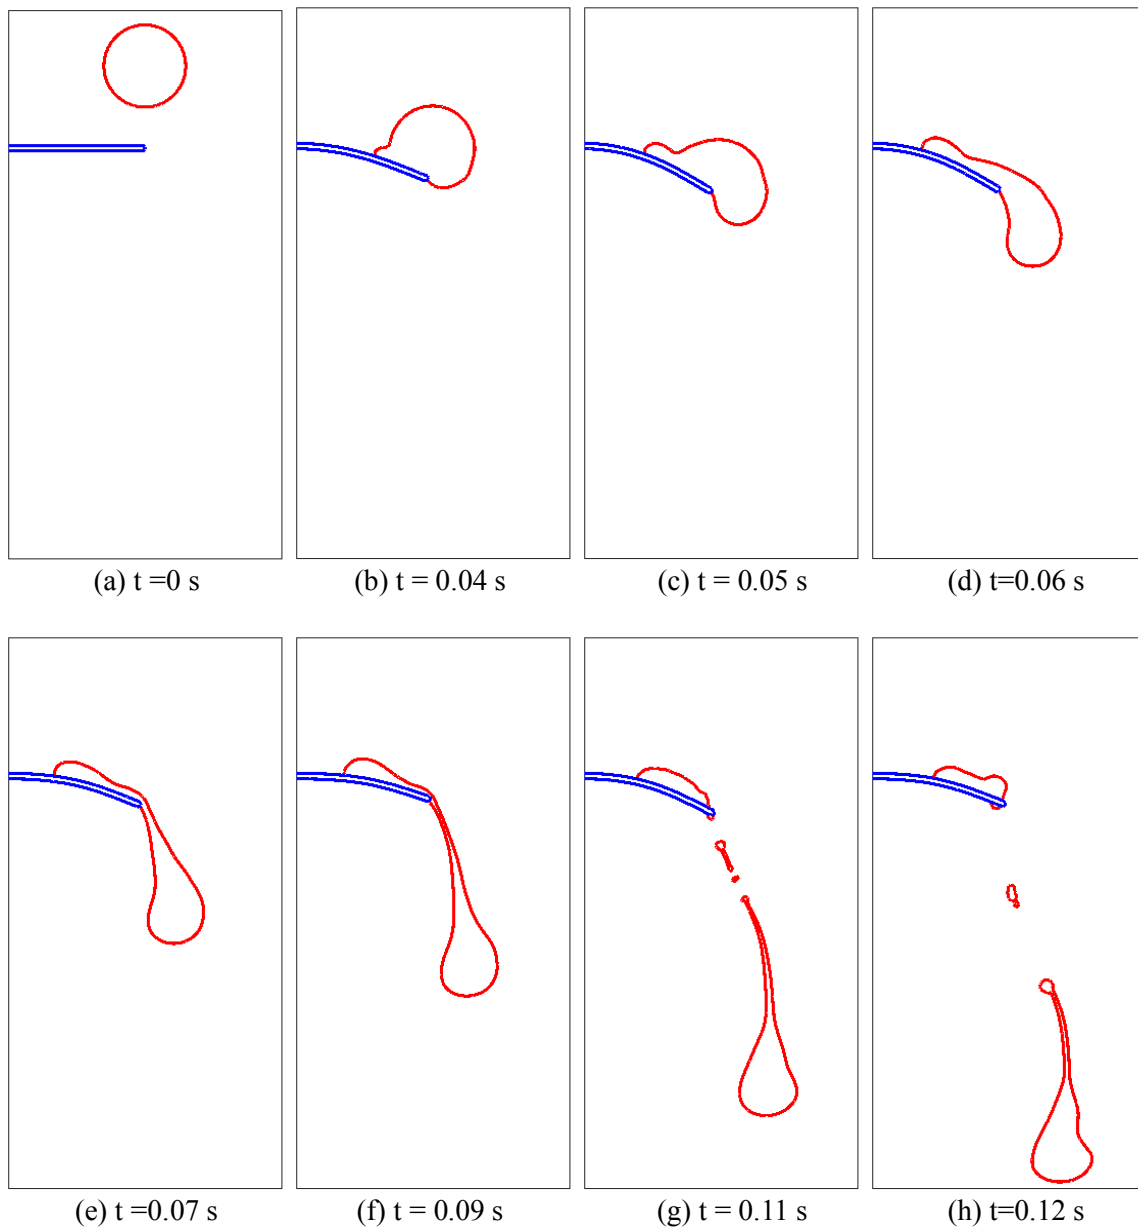 (a) t =0 s
(b) t = 0.04 s
(c) t = 0.05 s
(d) t=0.06 s
(e) t =0.07 s
(f) t = 0.09 s
(g) t = 0.11 s
(h) t=0.12 s